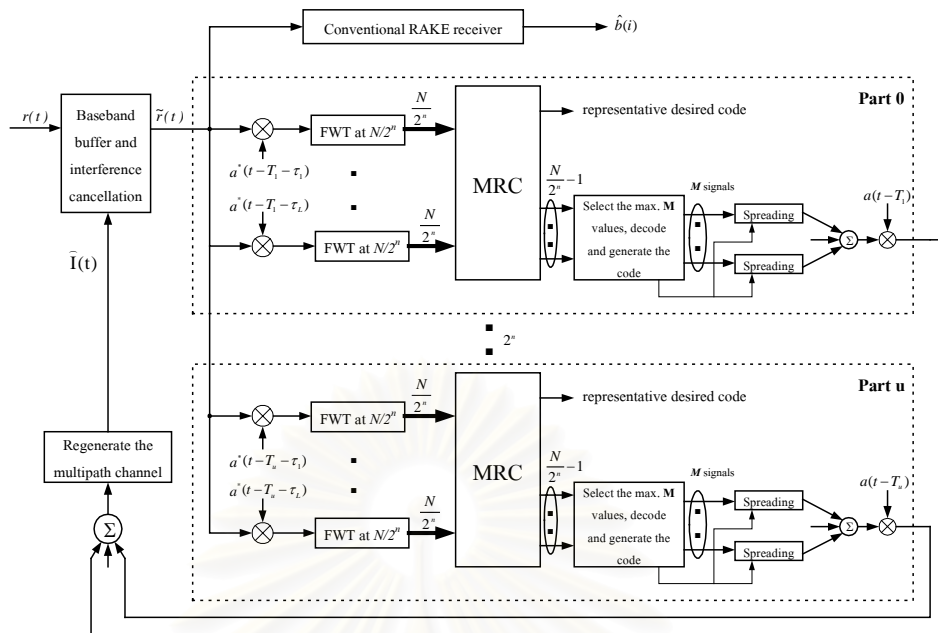 Conventional RAKE receiver
b̂(i)
r(t)
Baseband
buffer and
interference
cancellation
r̃(t)
Part 0
FWT at N/2ⁿ
N/2ⁿ
a*(t−T₁−τ₁)
a*(t−T₁−τ_L)
FWT at N/2ⁿ
N/2ⁿ
MRC
representative desired code
N/2ⁿ−1
Select the max. M
values, decode
and generate the
code
M signals
Spreading
Spreading
Σ
a(t−T₁)
Ī(t)
2ⁿ
Part u
FWT at N/2ⁿ
N/2ⁿ
a*(t−T_u−τ₁)
a*(t−T_u−τ_L)
FWT at N/2ⁿ
N/2ⁿ
MRC
representative desired code
N/2ⁿ−1
Select the max. M
values, decode
and generate the
code
M signals
Spreading
Spreading
Σ
a(t−T_u)
Regenerate the
multipath channel
Σ